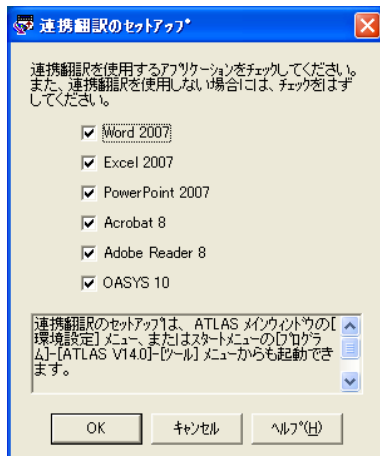 連携翻訳のセットアップ
連携翻訳を使用するアプリケーションをチェックしてください。
また、連携翻訳を使用しない場合には、チェックをはず
してください。
Word 2007
Excel 2007
PowerPoint 2007
Acrobat 8
Adobe Reader 8
OASYS 10
連携翻訳のセットアップは、ATLAS メインウィンドウの[
環境設定] メニュー、またはスタートメニューの[プログラ
ム]-[ATLAS V14.0]-[ツール] メニューからも起動でき
ます。
OK
キャンセル
ヘルプ(H)